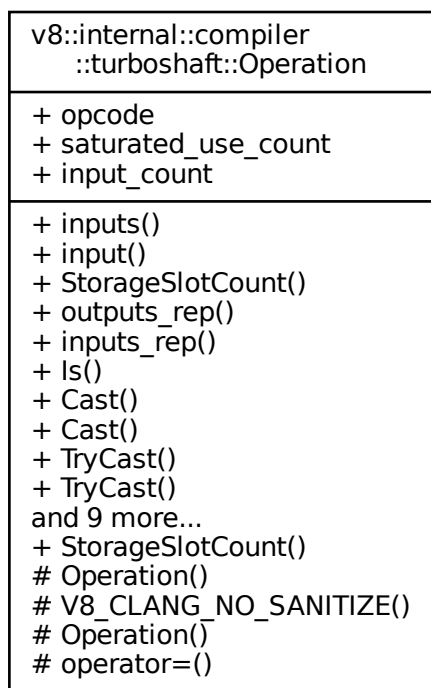 v8::internal::compiler
::turboshaft::Operation
+ opcode
+ saturated_use_count
+ input_count
+ inputs()
+ input()
+ StorageSlotCount()
+ outputs_rep()
+ inputs_rep()
+ Is()
+ Cast()
+ Cast()
+ TryCast()
+ TryCast()
and 9 more...
+ StorageSlotCount()
# Operation()
# V8_CLANG_NO_SANITIZE()
# Operation()
# operator=()